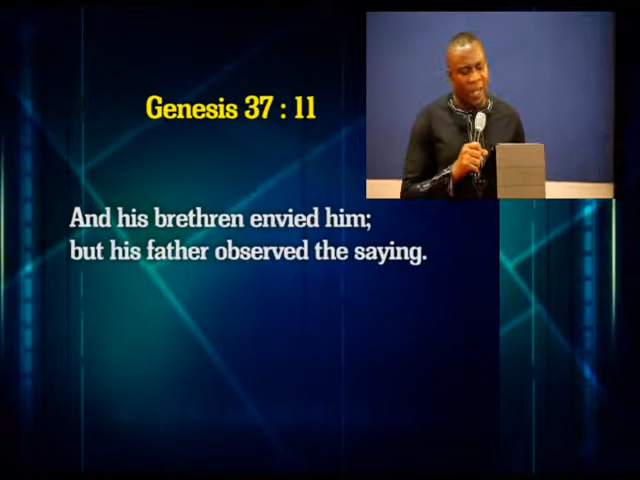 Genesis 37 : 11
And his brethren envied him;
but his father observed the saying.